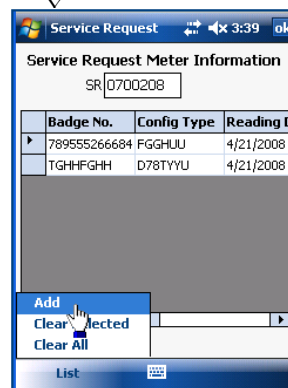 Service Request 3:39 ok
Service Request Meter Information
SR 0700208
Badge No. Config Type Reading D
789555266684 FGGHUU 4/21/2008
TGHHFGHH D78TYYU 4/21/2008
Add
Clear Selected
Clear All
List